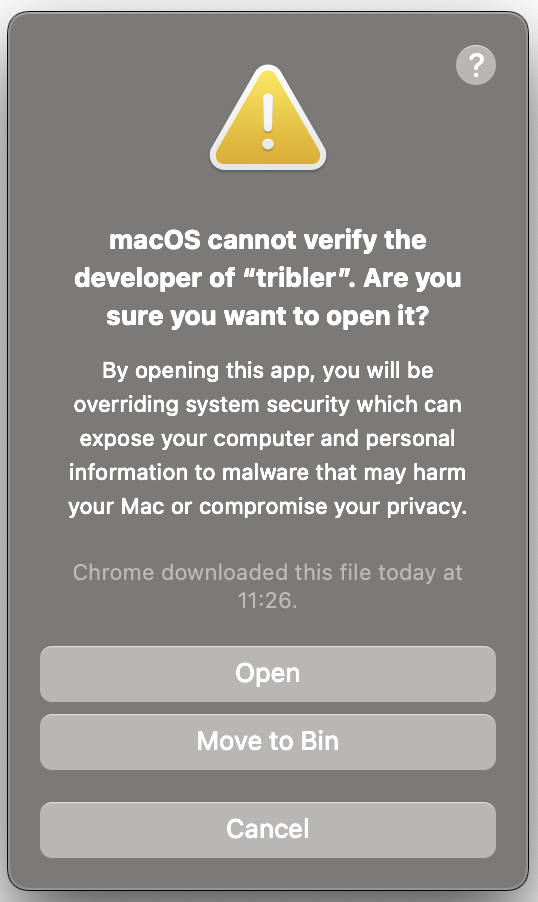 ?
macOS cannot verify the
developer of “tribler”. Are you
sure you want to open it?
By opening this app, you will be
overriding system security which can
expose your computer and personal
information to malware that may harm
your Mac or compromise your privacy.
Chrome downloaded this file today at
11:26.
Open
Move to Bin
Cancel